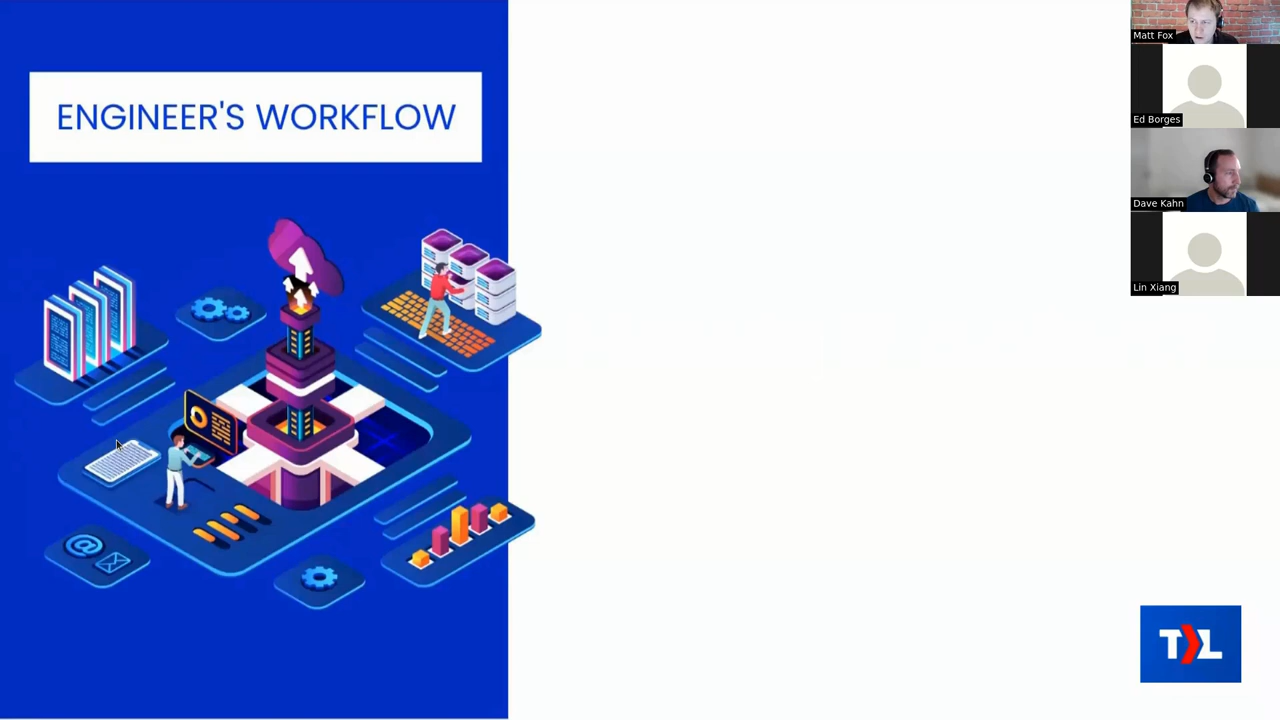 ENGINEER'S WORKFLOW
Matt Fox
Ed Borges
Dave Kahn
Lin Xiang
@
TL